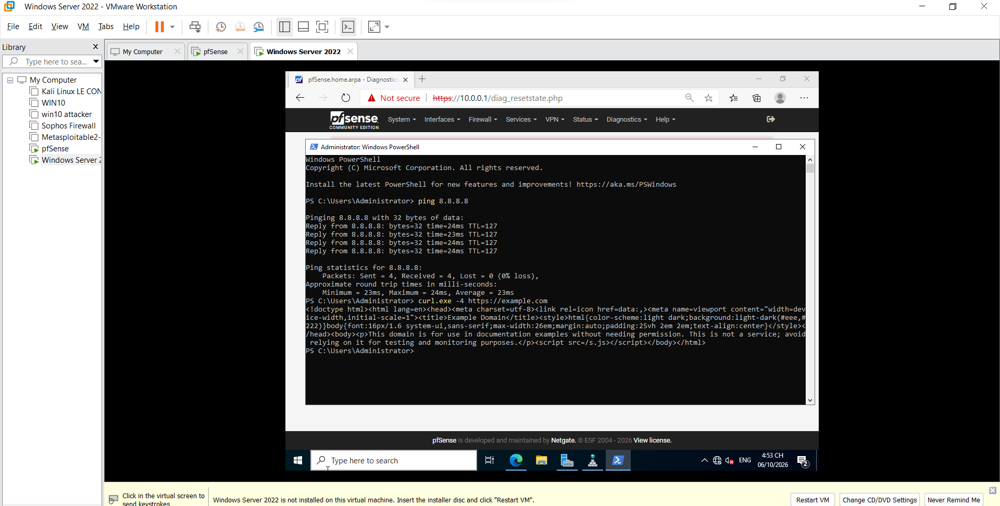 Windows Server 2022 - VMware Workstation
File Edit View VM Tabs Help
Library
My Computer pfSense Windows Server 2022
Type here to sea...
My Computer
Kali Linux LE CON
WIN10
win10 attacker
Sophos Firewall
Metasploitable2-
pfSense
Windows Server 2
pfSense.home.arpa - Diagnostics
Not secure https://10.0.0.1/diag_resetstate.php
pfsense COMMUNITY EDITION System Interfaces Firewall Services VPN Status Diagnostics Help
Administrator: Windows PowerShell
Windows PowerShell
Copyright (C) Microsoft Corporation. All rights reserved.
Install the latest PowerShell for new features and improvements! https://aka.ms/PSWindows
PS C:\Users\Administrator> ping 8.8.8.8
Pinging 8.8.8.8 with 32 bytes of data:
Reply from 8.8.8.8: bytes=32 time=24ms TTL=127
Reply from 8.8.8.8: bytes=32 time=23ms TTL=127
Reply from 8.8.8.8: bytes=32 time=24ms TTL=127
Reply from 8.8.8.8: bytes=32 time=24ms TTL=127
Ping statistics for 8.8.8.8:
Packets: Sent = 4, Received = 4, Lost = 0 (0% loss),
Approximate round trip times in milli-seconds:
Minimum = 23ms, Maximum = 24ms, Average = 23ms
PS C:\Users\Administrator> curl.exe -4 https://example.com
<!doctype html><html lang=en><head><meta charset=utf-8><link rel=icon href=data:,><meta name=viewport content="width=dev
ice-width,initial-scale=1"><title>Example Domain</title><style>html{color-scheme:light dark;background:light-dark(#eee,#
222)}body{font:16px/1.6 system-ui,sans-serif;max-width:26em;margin:auto;padding:25vh 2em 2em;text-align:center}</style><
/head><body><p>This domain is for use in documentation examples without needing permission. This is not a service; avoid
relying on it for testing and monitoring purposes.</p><script src=/s.js></script></body></html>
PS C:\Users\Administrator>
pfSense is developed and maintained by Netgate. © ESF 2004 - 2026 View license.
Type here to search
ENG
4:53 CH
06/10/2026
2
Click in the virtual screen to
send keystrokes
Windows Server 2022 is not installed on this virtual machine. Insert the installer disc and click "Restart VM".
Restart VM Change CD/DVD Settings Never Remind Me